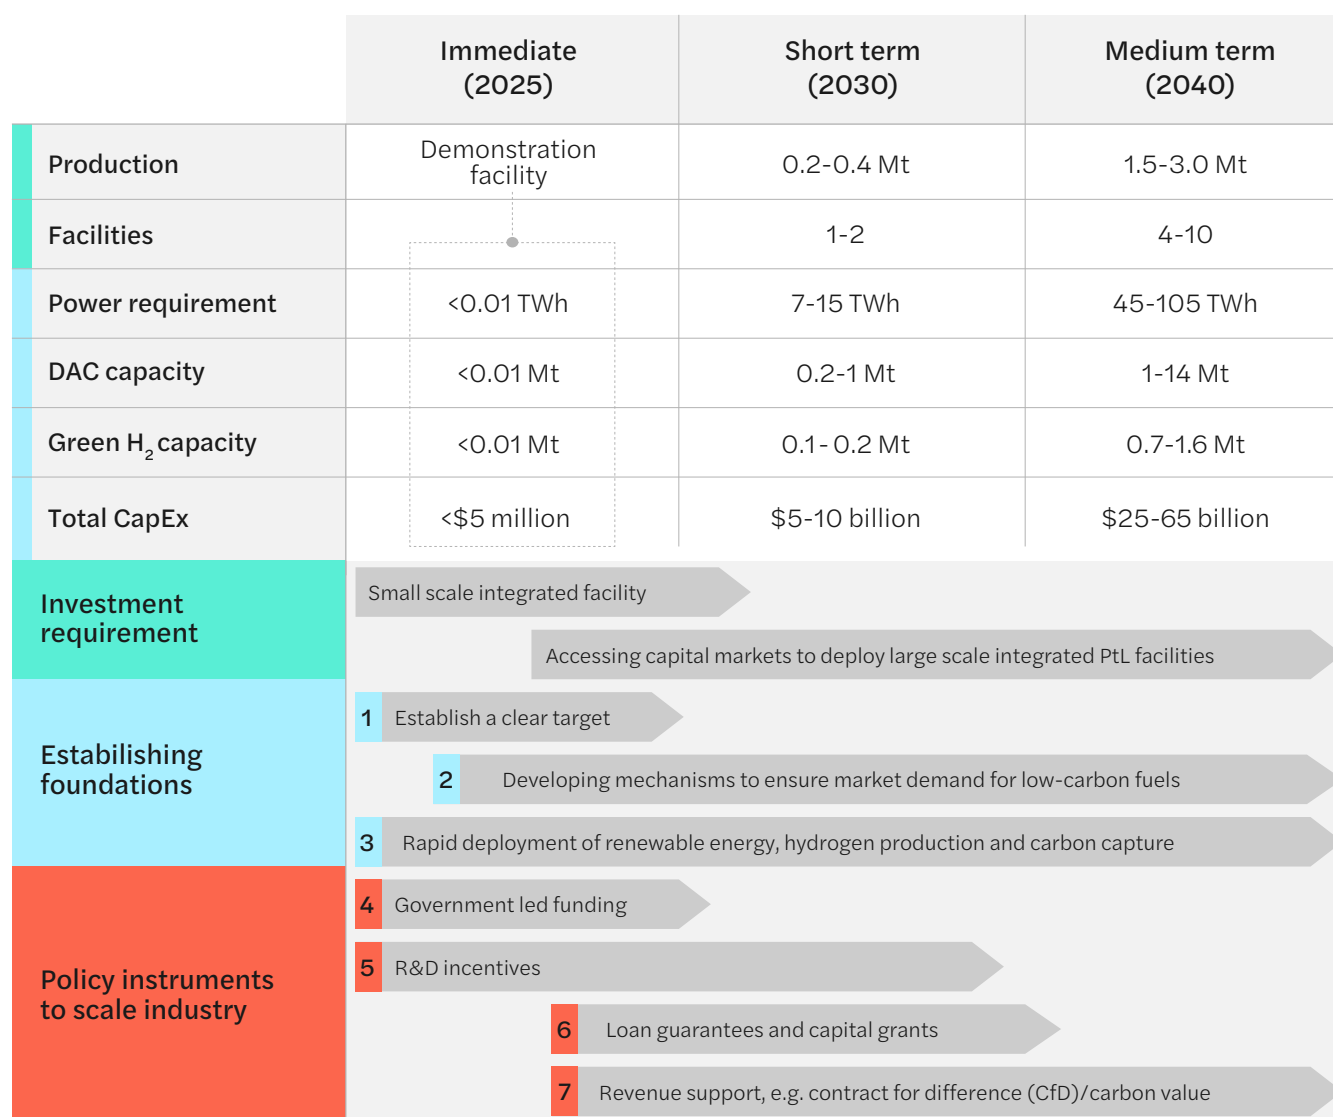 Immediate
(2025)
Short term
(2030)
Medium term
(2040)
Production
Demonstration
facility
0.2-0.4 Mt
1.5-3.0 Mt
Facilities
1-2
4-10
Power requirement
<0.01 TWh
7-15 TWh
45-105 TWh
DAC capacity
<0.01 Mt
0.2-1 Mt
1-14 Mt
Green H₂ capacity
<0.01 Mt
0.1-0.2 Mt
0.7-1.6 Mt
Total CapEx
<$5 million
$5-10 billion
$25-65 billion
Investment
requirement
Small scale integrated facility
Accessing capital markets to deploy large scale integrated PtL facilities
Estabilishing
foundations
1 Establish a clear target
2 Developing mechanisms to ensure market demand for low-carbon fuels
3 Rapid deployment of renewable energy, hydrogen production and carbon capture
Policy instruments
to scale industry
4 Government led funding
5 R&D incentives
6 Loan guarantees and capital grants
7 Revenue support, e.g. contract for difference (CfD)/carbon value